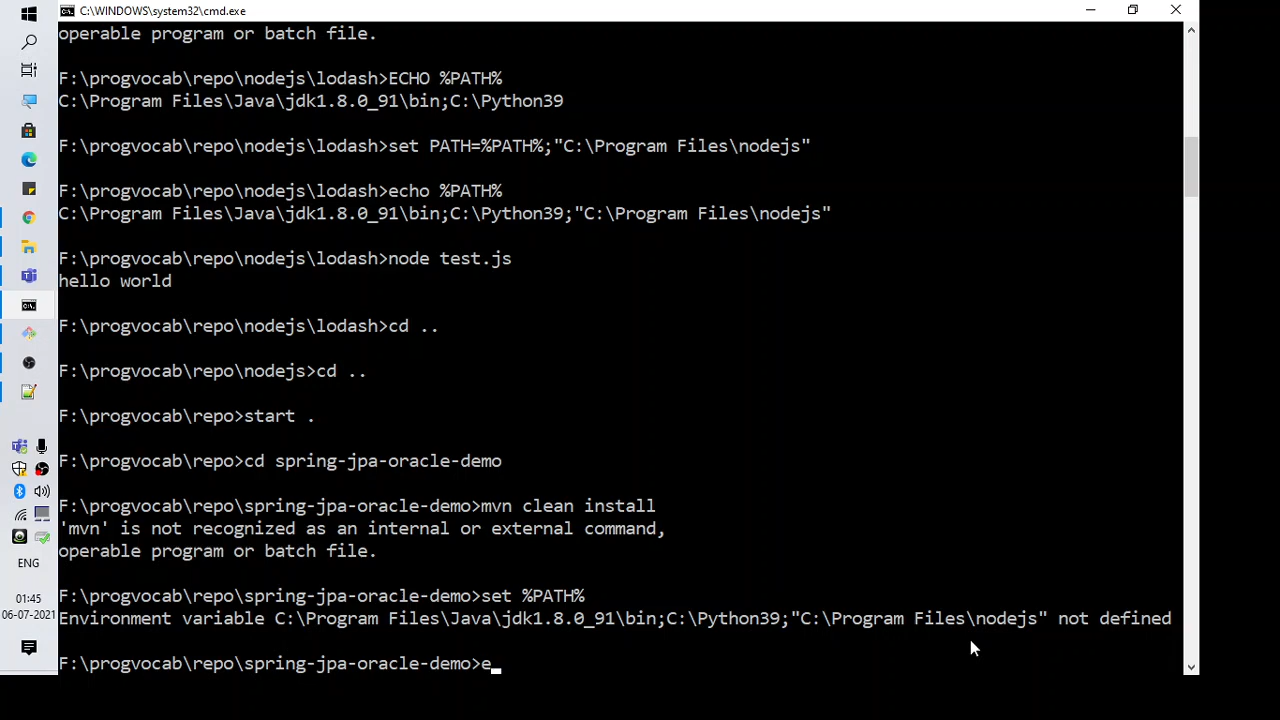 C:\WINDOWS\system32\cmd.exe
operable program or batch file.
F:\progvocab\repo\nodejs\lodash>ECHO %PATH%
C:\Program Files\Java\jdk1.8.0_91\bin;C:\Python39
F:\progvocab\repo\nodejs\lodash>set PATH=%PATH%;"C:\Program Files\nodejs"
F:\progvocab\repo\nodejs\lodash>echo %PATH%
C:\Program Files\Java\jdk1.8.0_91\bin;C:\Python39;"C:\Program Files\nodejs"
F:\progvocab\repo\nodejs\lodash>node test.js
hello world
F:\progvocab\repo\nodejs\lodash>cd ..
F:\progvocab\repo\nodejs>cd ..
F:\progvocab\repo>start .
F:\progvocab\repo>cd spring-jpa-oracle-demo
F:\progvocab\repo\spring-jpa-oracle-demo>mvn clean install
'mvn' is not recognized as an internal or external command,
operable program or batch file.
F:\progvocab\repo\spring-jpa-oracle-demo>set %PATH%
Environment variable C:\Program Files\Java\jdk1.8.0_91\bin;C:\Python39;"C:\Program Files\nodejs" not defined
F:\progvocab\repo\spring-jpa-oracle-demo>e_
ENG
01:45
06-07-2021